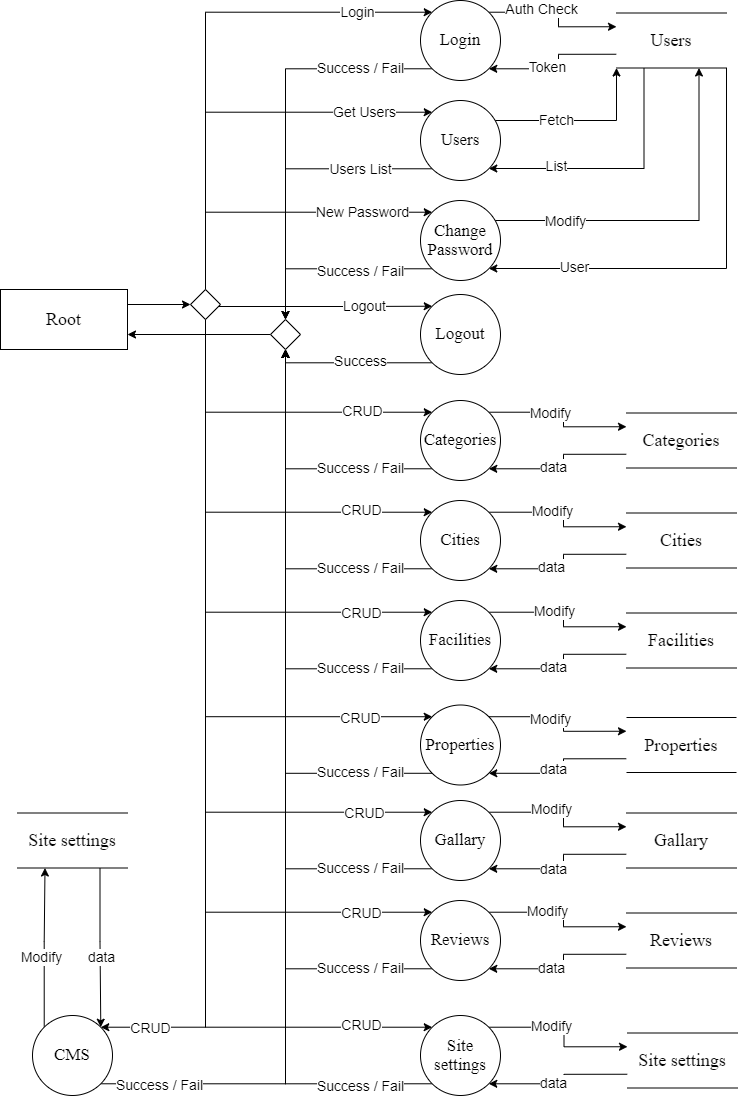 Login
Login
Auth Check
Users
Success / Fail
Token
Get Users
Users
Fetch
Users List
List
New Password
Change
Password
Modify
Success / Fail
User
Root
Logout
Logout
Success
CRUD
Categories
Modify
Categories
Success / Fail
data
CRUD
Cities
Modify
Cities
Success / Fail
data
CRUD
Facilities
Modify
Facilities
Success / Fail
data
CRUD
Properties
Modify
Properties
Success / Fail
data
CRUD
Gallary
Modify
Gallary
Success / Fail
data
Site settings
CRUD
Reviews
Modify
Reviews
Success / Fail
data
Modify
data
CMS
CRUD
Success / Fail
CRUD
Site
settings
Modify
Site settings
Success / Fail
data